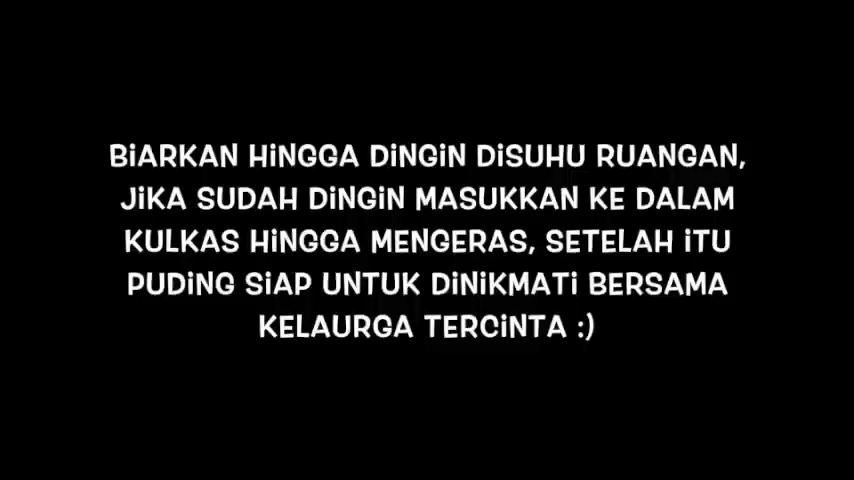 BiARKAN HiNGGA DiNGiN DiSUHU RUANGAN,
JiKA SUDAH DiNGiN MASUKKAN KE DALAM
KULKAS HiNGGA MENGERAS, SETELAH iTU
PUDiNG SiAP UNTUK DiNiKMATi BERSAMA
KELAURGA TERCiNTA :)